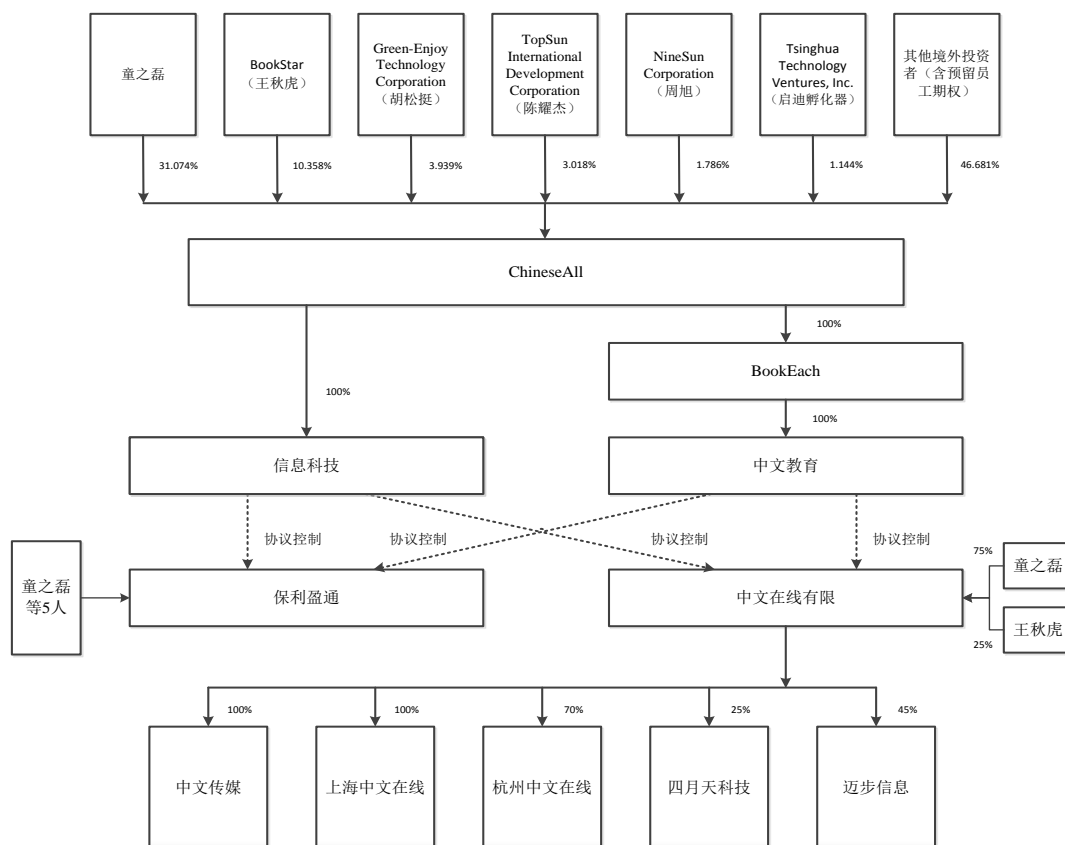 童之磊
BookStar
（王秋虎）
Green-Enjoy
Technology
Corporation
（胡松挺）
TopSun
International
Development
Corporation
（陈耀杰）
NineSun
Corporation
（周旭）
Tsinghua
Technology
Ventures, Inc.
（启迪孵化器）
其他境外投资
者（含预留员
工期权）
31.074%
10.358%
3.939%
3.018%
1.786%
1.144%
46.681%
ChineseAll
100%
BookEach
100%
100%
信息科技
中文教育
协议控制
协议控制
协议控制
协议控制
童之磊
等5人
保利盈通
中文在线有限
75%
童之磊
25%
王秋虎
100%
100%
70%
25%
45%
中文传媒
上海中文在线
杭州中文在线
四月天科技
迈步信息